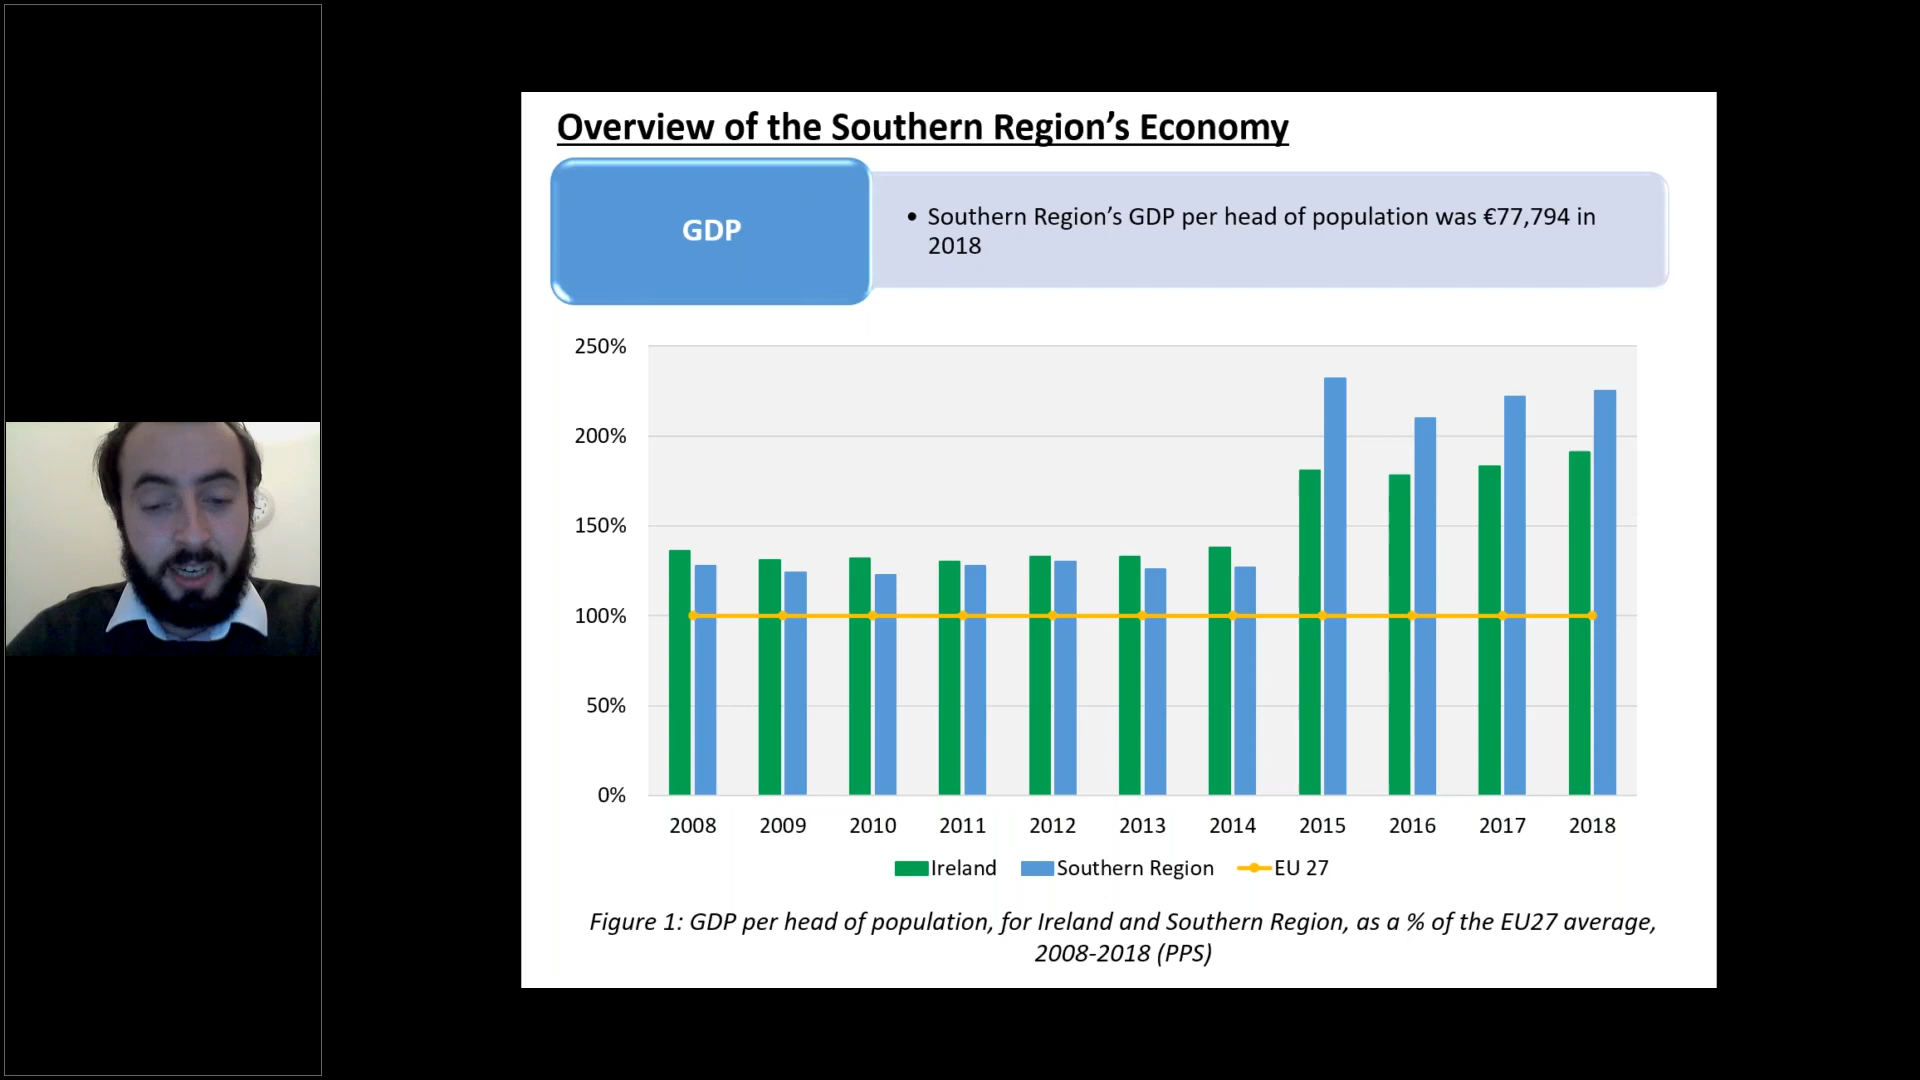 Overview of the Southern Region's Economy
GDP
• Southern Region's GDP per head of population was €77,794 in
2018
250%
200%
150%
100%
50%
0%
2008 2009 2010 2011 2012 2013 2014 2015 2016 2017 2018
Ireland Southern Region EU 27
Figure 1: GDP per head of population, for Ireland and Southern Region, as a % of the EU27 average,
2008-2018 (PPS)